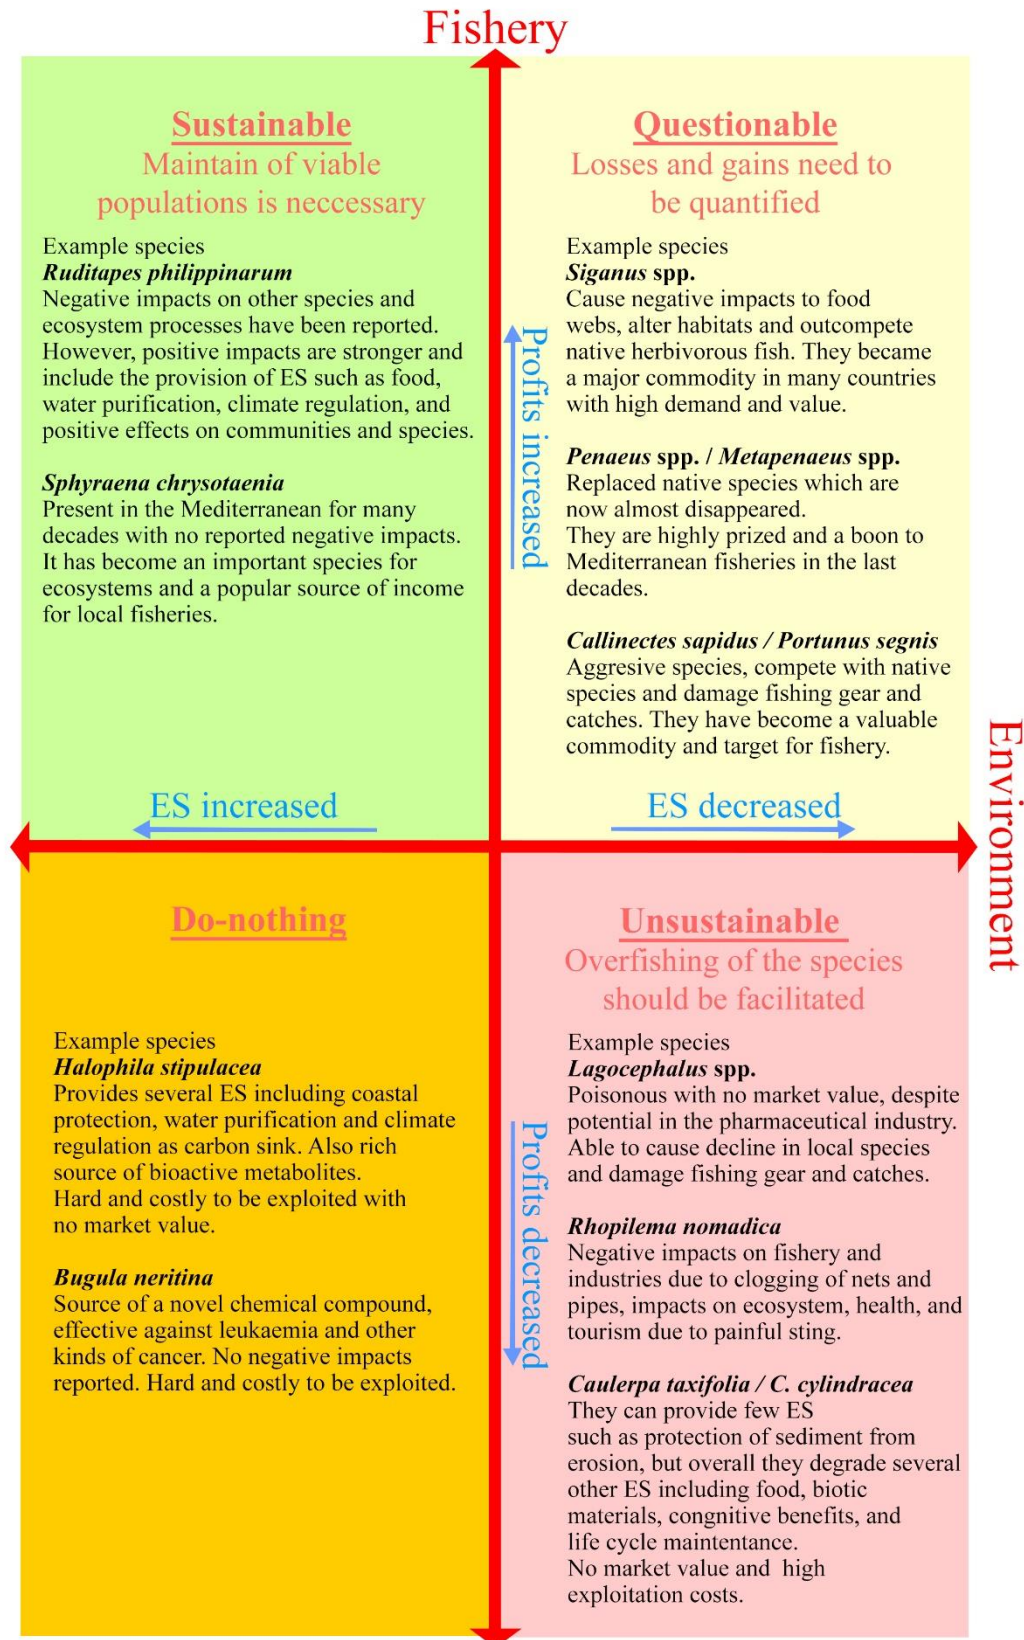 Fishery
Sustainable
Maintain of viable
populations is neccessary
Example species
Ruditapes philippinarum
Negative impacts on other species and
ecosystem processes have been reported.
However, positive impacts are stronger and
include the provision of ES such as food,
water purification, climate regulation, and
positive effects on communities and species.
Sphyraena chrysotaenia
Present in the Mediterranean for many
decades with no reported negative impacts.
It has become an important species for
ecosystems and a popular source of income
for local fisheries.
Questionable
Losses and gains need to
be quantified
Example species
Siganus spp.
Cause negative impacts to food
webs, alter habitats and outcompete
native herbivorous fish. They became
a major commodity in many countries
with high demand and value.
Penaeus spp. / Metapenaeus spp.
Replaced native species which are
now almost disappeared.
They are highly prized and a boon to
Mediterranean fisheries in the last
decades.
Callinectes sapidus / Portunus segnis
Aggresive species, compete with native
species and damage fishing gear and
catches. They have become a valuable
commodity and target for fishery.
Profits increased
ES increased
ES decreased
Environment
Do-nothing
Example species
Halophila stipulacea
Provides several ES including coastal
protection, water purification and climate
regulation as carbon sink. Also rich
source of bioactive metabolites.
Hard and costly to be exploited with
no market value.
Bugula neritina
Source of a novel chemical compound,
effective against leukaemia and other
kinds of cancer. No negative impacts
reported. Hard and costly to be exploited.
Unsustainable
Overfishing of the species
should be facilitated
Example species
Lagocephalus spp.
Poisonous with no market value, despite
potential in the pharmaceutical industry.
Able to cause decline in local species
and damage fishing gear and catches.
Rhopilema nomadica
Negative impacts on fishery and
industries due to clogging of nets and
pipes, impacts on ecosystem, health, and
tourism due to painful sting.
Caulerpa taxifolia / C. cylindracea
They can provide few ES
such as protection of sediment from
erosion, but overall they degrade several
other ES including food, biotic
materials, congnitive benefits, and
life cycle maintentance.
No market value and high
exploitation costs.
Profits decreased